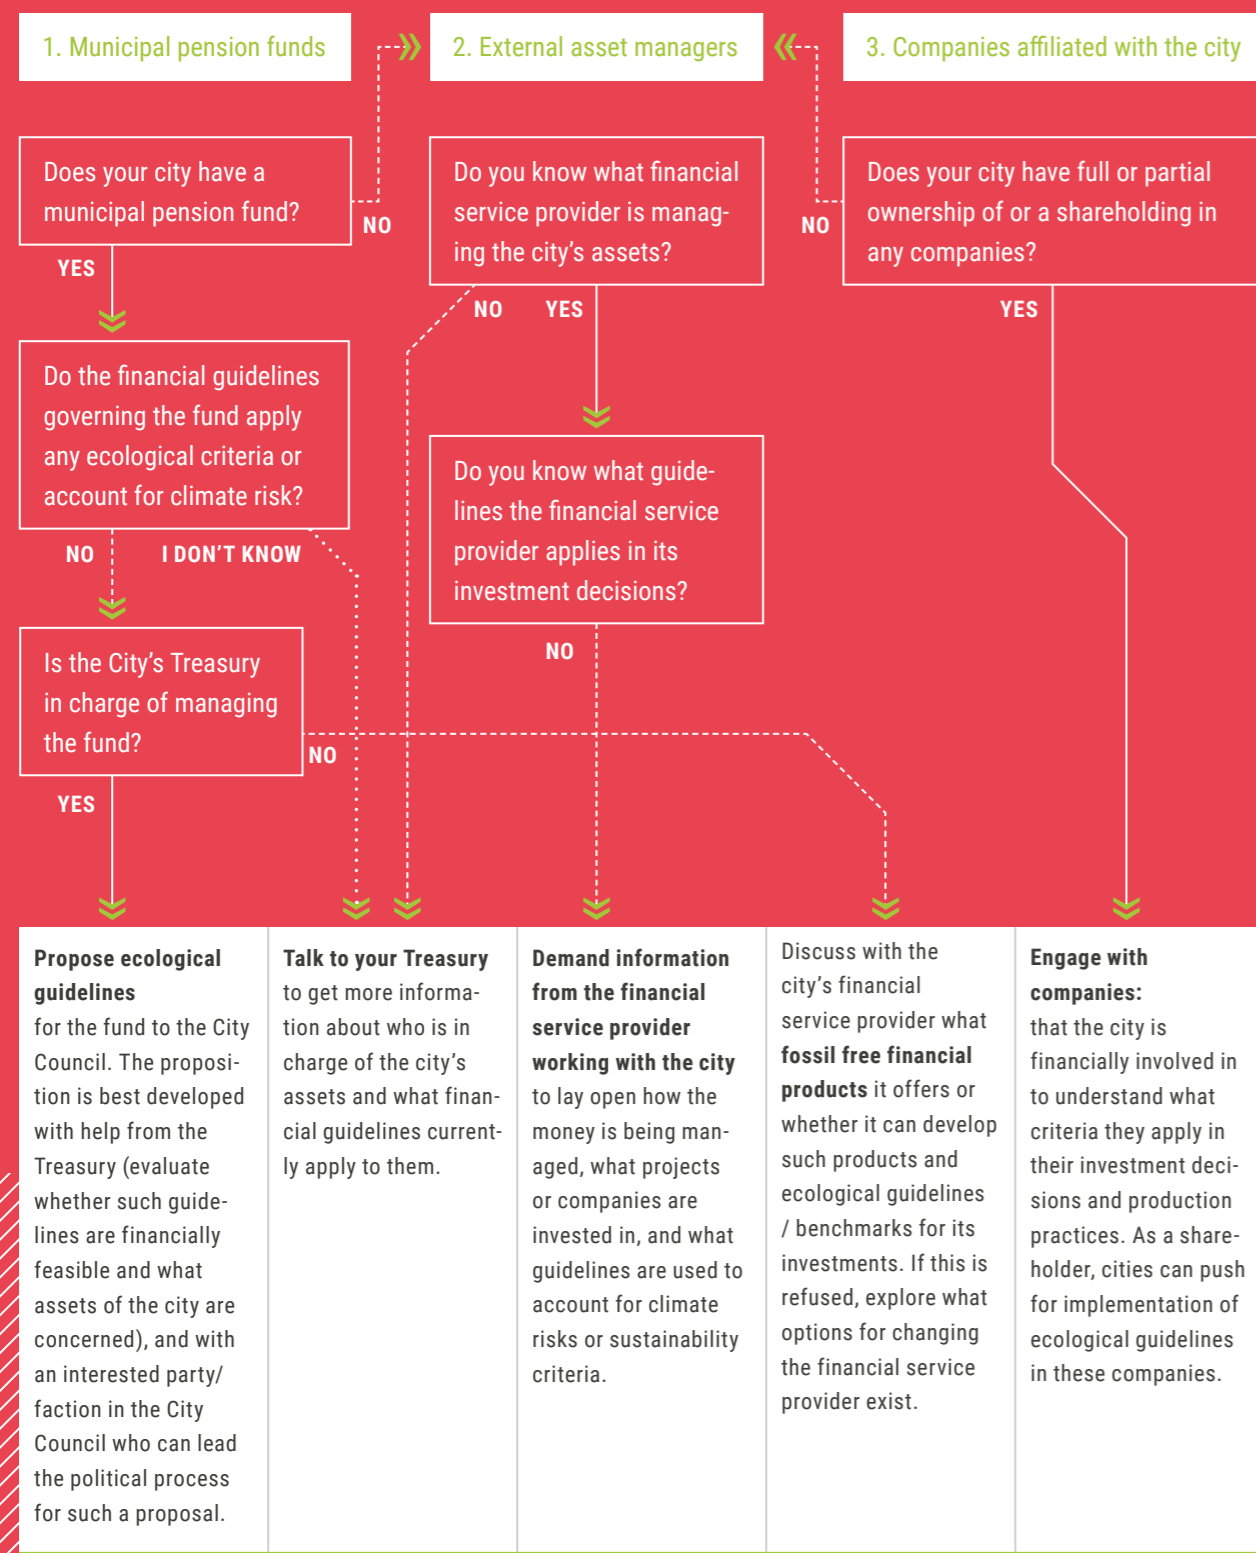 1. Municipal pension funds
2. External asset managers
3. Companies affiliated with the city
Does your city have a
municipal pension fund?
NO
YES
Do the financial guidelines
governing the fund apply
any ecological criteria or
account for climate risk?
NO
I DON'T KNOW
Is the City's Treasury
in charge of managing
the fund?
NO
YES
Do you know what financial
service provider is manag-
ing the city's assets?
NO
YES
Do you know what guide-
lines the financial service
provider applies in its
investment decisions?
NO
Does your city have full or partial
ownership of or a shareholding in
any companies?
NO
YES
Propose ecological
guidelines
for the fund to the City
Council. The proposi-
tion is best developed
with help from the
Treasury (evaluate
whether such guide-
lines are financially
feasible and what
assets of the city are
concerned), and with
an interested party/
faction in the City
Council who can lead
the political process
for such a proposal.
Talk to your Treasury
to get more informa-
tion about who is in
charge of the city's
assets and what finan-
cial guidelines current-
ly apply to them.
Demand information
from the financial
service provider
working with the city
to lay open how the
money is being man-
aged, what projects
or companies are
invested in, and what
guidelines are used to
account for climate
risks or sustainability
criteria.
Discuss with the
city's financial
service provider what
fossil free financial
products it offers or
whether it can develop
such products and
ecological guidelines
/ benchmarks for its
investments. If this is
refused, explore what
options for changing
the financial service
provider exist.
Engage with
companies:
that the city is
financially involved in
to understand what
criteria they apply in
their investment deci-
sions and production
practices. As a share-
holder, cities can push
for implementation of
ecological guidelines
in these companies.